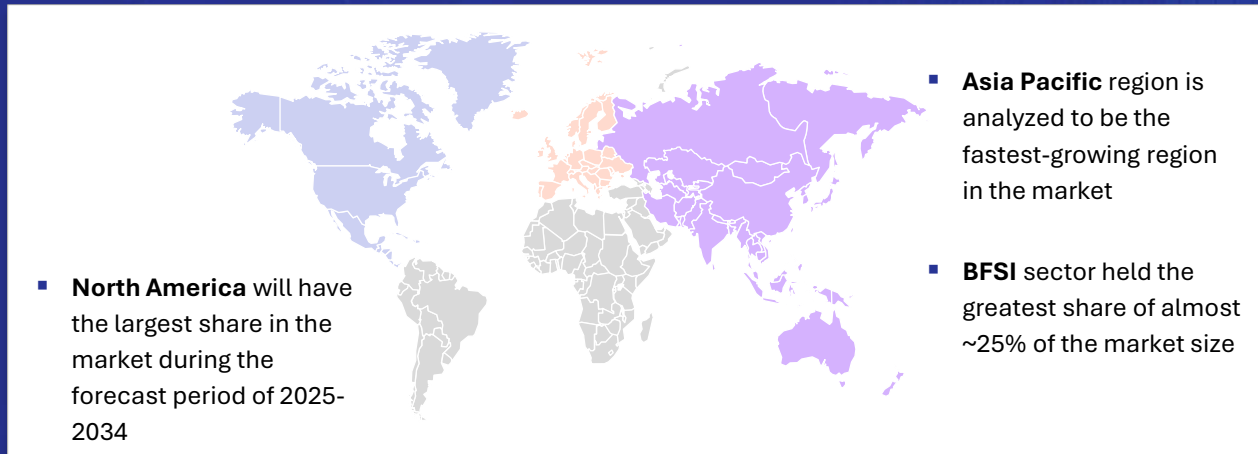 ▪ Asia Pacific region is
analyzed to be the
fastest-growing region
in the market
▪ BFSI sector held the
greatest share of almost
~25% of the market size
▪ North America will have
the largest share in the
market during the
forecast period of 2025-
2034